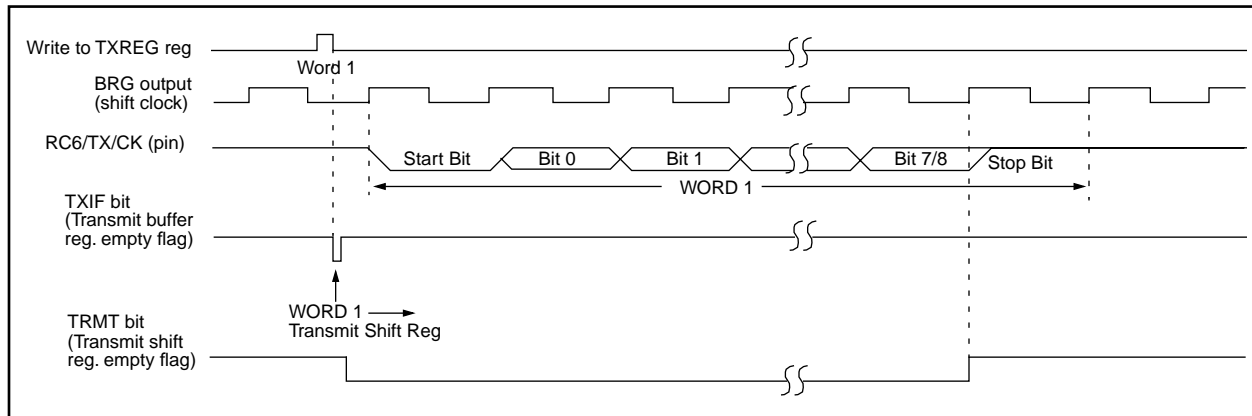 Write to TXREG reg
Word 1
BRG output
(shift clock)
RC6/TX/CK (pin)
Start Bit
Bit 0
Bit 1
Bit 7/8
Stop Bit
WORD 1
TXIF bit
(Transmit buffer
reg. empty flag)
WORD 1
Transmit Shift Reg
TRMT bit
(Transmit shift
reg. empty flag)